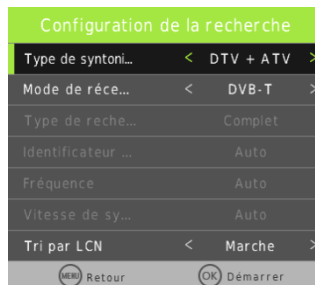 Configuration de la recherche
Type de syntoni... < DTV + ATV >
Mode de réce... < DVB-T >
Type de reche... Complet
Identificateur ... Auto
Fréquence Auto
Vitesse de sy... Auto
Tri par LCN < Marche >
MENU Retour OK Démarrer